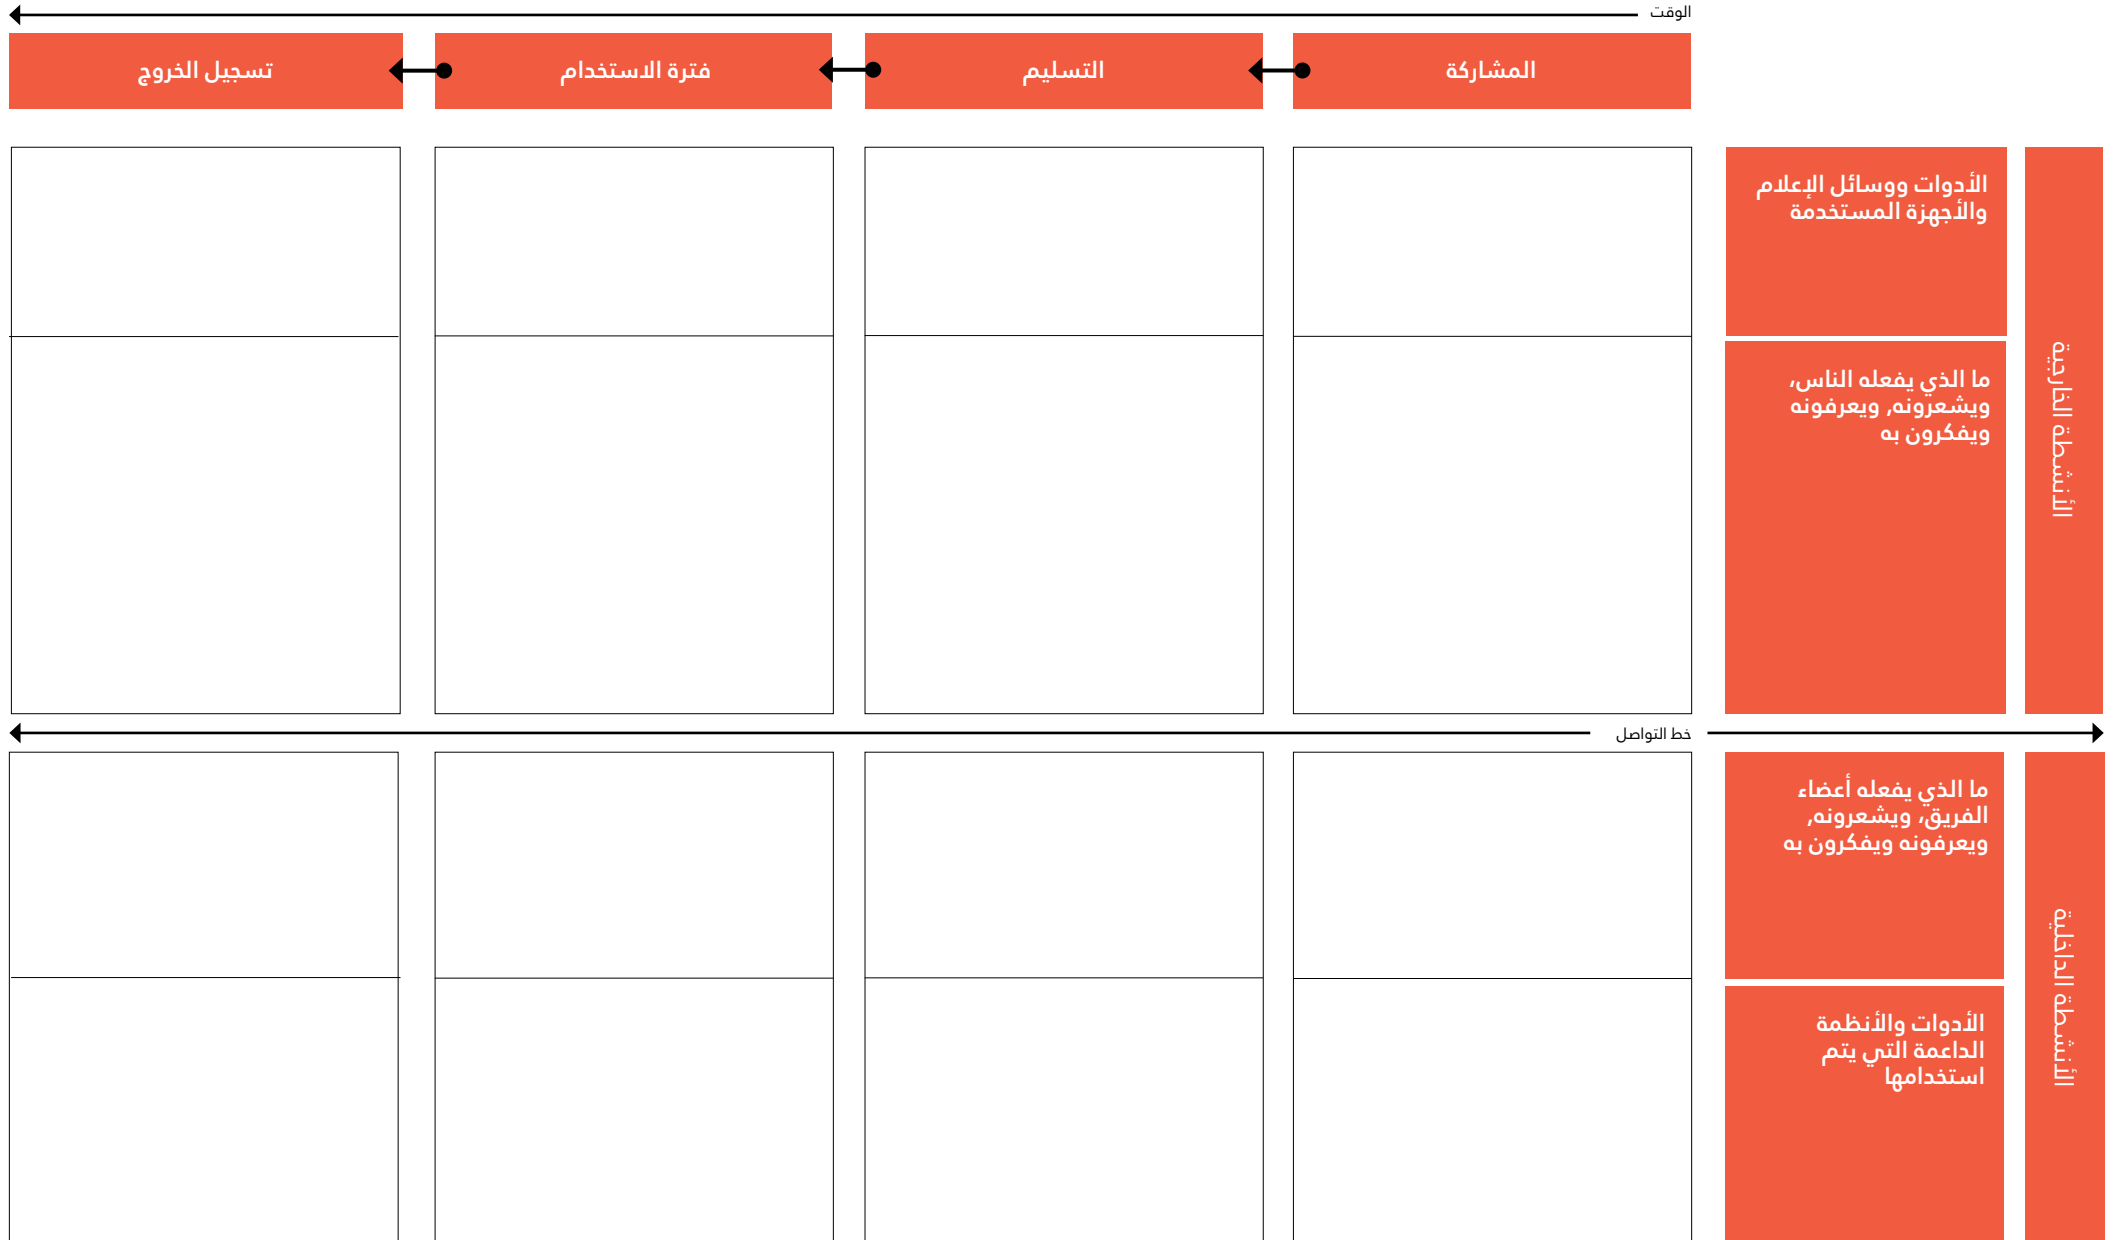 الوقت
المشاركة
التسليم
فترة الاستخدام
تسجيل الخروج
الأنشطة الخارجية
الأدوات ووسائل الإعلام
والأجهزة المستخدمة
ما الذي يفعله الناس،
ويشعرونه, ويعرفونه
ويفكرون به
خط التواصل
الأنشطة الداخلية
ما الذي يفعله أعضاء
الفريق، ويشعرونه,
ويعرفونه ويفكرون به
الأدوات والأنظمة
الداعمة التي يتم
استخدامها